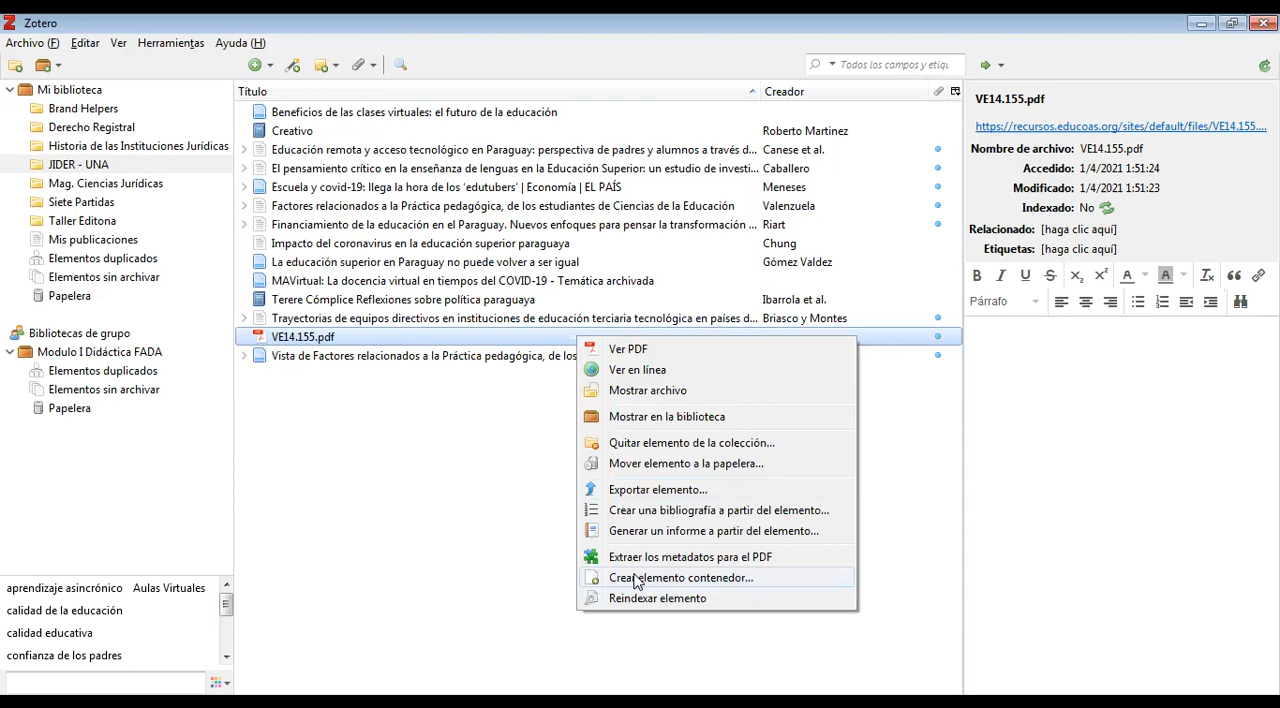 Zotero
Archivo (F) Editar Ver Herramientas Ayuda (H)
Todos los campos y etiqu
Mi biblioteca
Brand Helpers
Derecho Registral
Historia de las Instituciones Jurídicas
JIDER - UNA
Mag. Ciencias Jurídicas
Siete Partidas
Taller Editona
Mis publicaciones
Elementos duplicados
Elementos sin archivar
Papelera
Bibliotecas de grupo
Modulo I Didáctica FADA
Elementos duplicados
Elementos sin archivar
Papelera
aprendizaje asincrónico Aulas Virtuales
calidad de la educación
calidad educativa
confianza de los padres
Título Creador
Beneficios de las clases virtuales: el futuro de la educación
Creativo Roberto Martinez
Educación remota y acceso tecnológico en Paraguay: perspectiva de padres y alumnos a través d... Canese et al.
El pensamiento crítico en la enseñanza de lenguas en la Educación Superior: un estudio de investi... Caballero
Escuela y covid-19: llega la hora de los ‘edutubers’ | Economía | EL PAÍS Meneses
Factores relacionados a la Práctica pedagógica, de los estudiantes de Ciencias de la Educación Valenzuela
Financiamiento de la educación en el Paraguay. Nuevos enfoques para pensar la transformación ... Riart
Impacto del coronavirus en la educación superior paraguaya Chung
La educación superior en Paraguay no puede volver a ser igual Gómez Valdez
MAVirtual: La docencia virtual en tiempos del COVID-19 - Temática archivada
Terere Cómplice Reflexiones sobre política paraguaya Ibarrola et al.
Trayectorias de equipos directivosen instituciones de educación terciaria tecnológica en países d... Briasco y Montes
VE14.155.pdf
Vista de Factores relacionados a la Práctica pedagógica, de los
Ver PDF
Ver en línea
Mostrar archivo
Mostrar en la biblioteca
Quitar elemento de la colección...
Mover elemento a la papelera...
Exportar elemento...
Crear una bibliografía a partir del elemento...
Generar un informe a partir del elemento...
Extraer los metadatos para el PDF
Crear elemento contenedor...
Reindexar elemento
VE14.155.pdf
https://recursos.educoas.org/sites/default/files/VE14.155....
Nombre de archivo: VE14.155.pdf
Accedido: 1/4/2021 1:51:24
Modificado: 1/4/2021 1:51:23
Indexado: No
Relacionado: [haga clic aquí]
Etiquetas: [haga clic aquí]
B I U S X₂ X² A A Tx
Párrafo